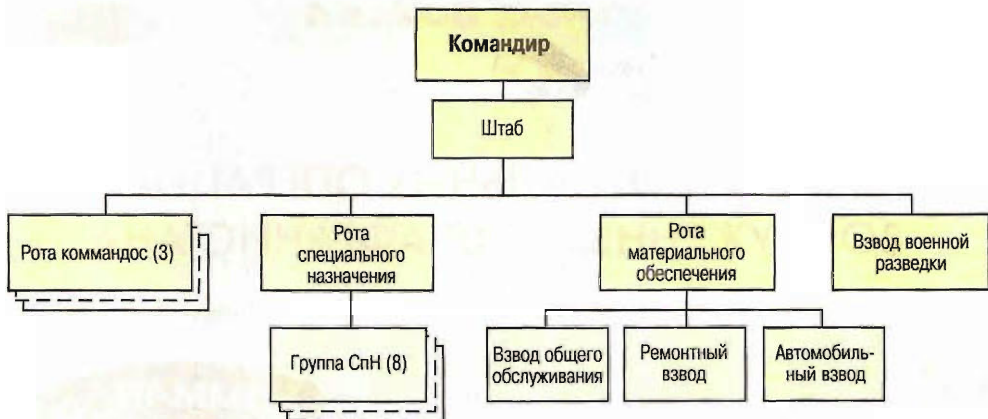 Командир
Штаб
Рота коммандос (3)
Рота
специального
назначения
Рота
материального
обеспечения
Взвод военной
разведки
Группа СпН (8)
Взвод общего
обслуживания
Ремонтный
взвод
Автомобиль-
ный взвод